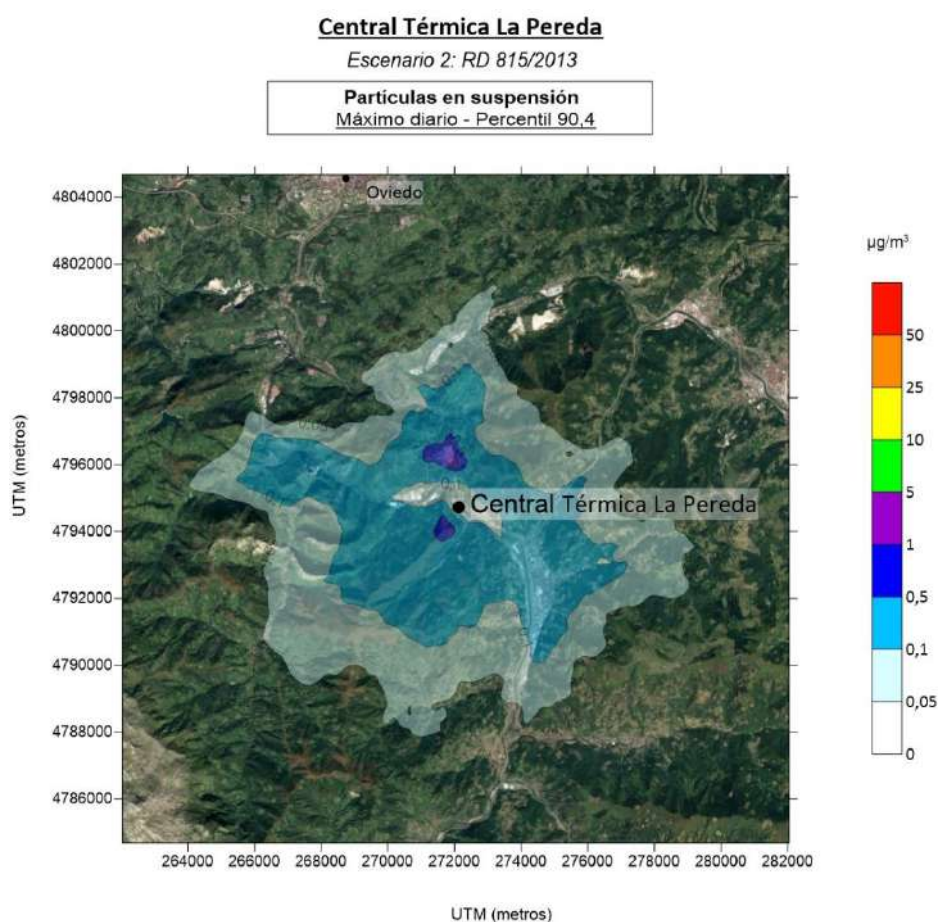 Central Térmica La Pereda
Escenario 2: RD 815/2013
Partículas en suspensión
Máximo diario - Percentil 90,4
4804000
4802000
4800000
4798000
4796000
4794000
4792000
4790000
4788000
4786000
UTM (metros)
Oviedo
Central Térmica La Pereda
264000 266000 268000 270000 272000 274000 276000 278000 280000 282000
UTM (metros)
µg/m³
50
25
10
5
1
0,5
0,1
0,05
0